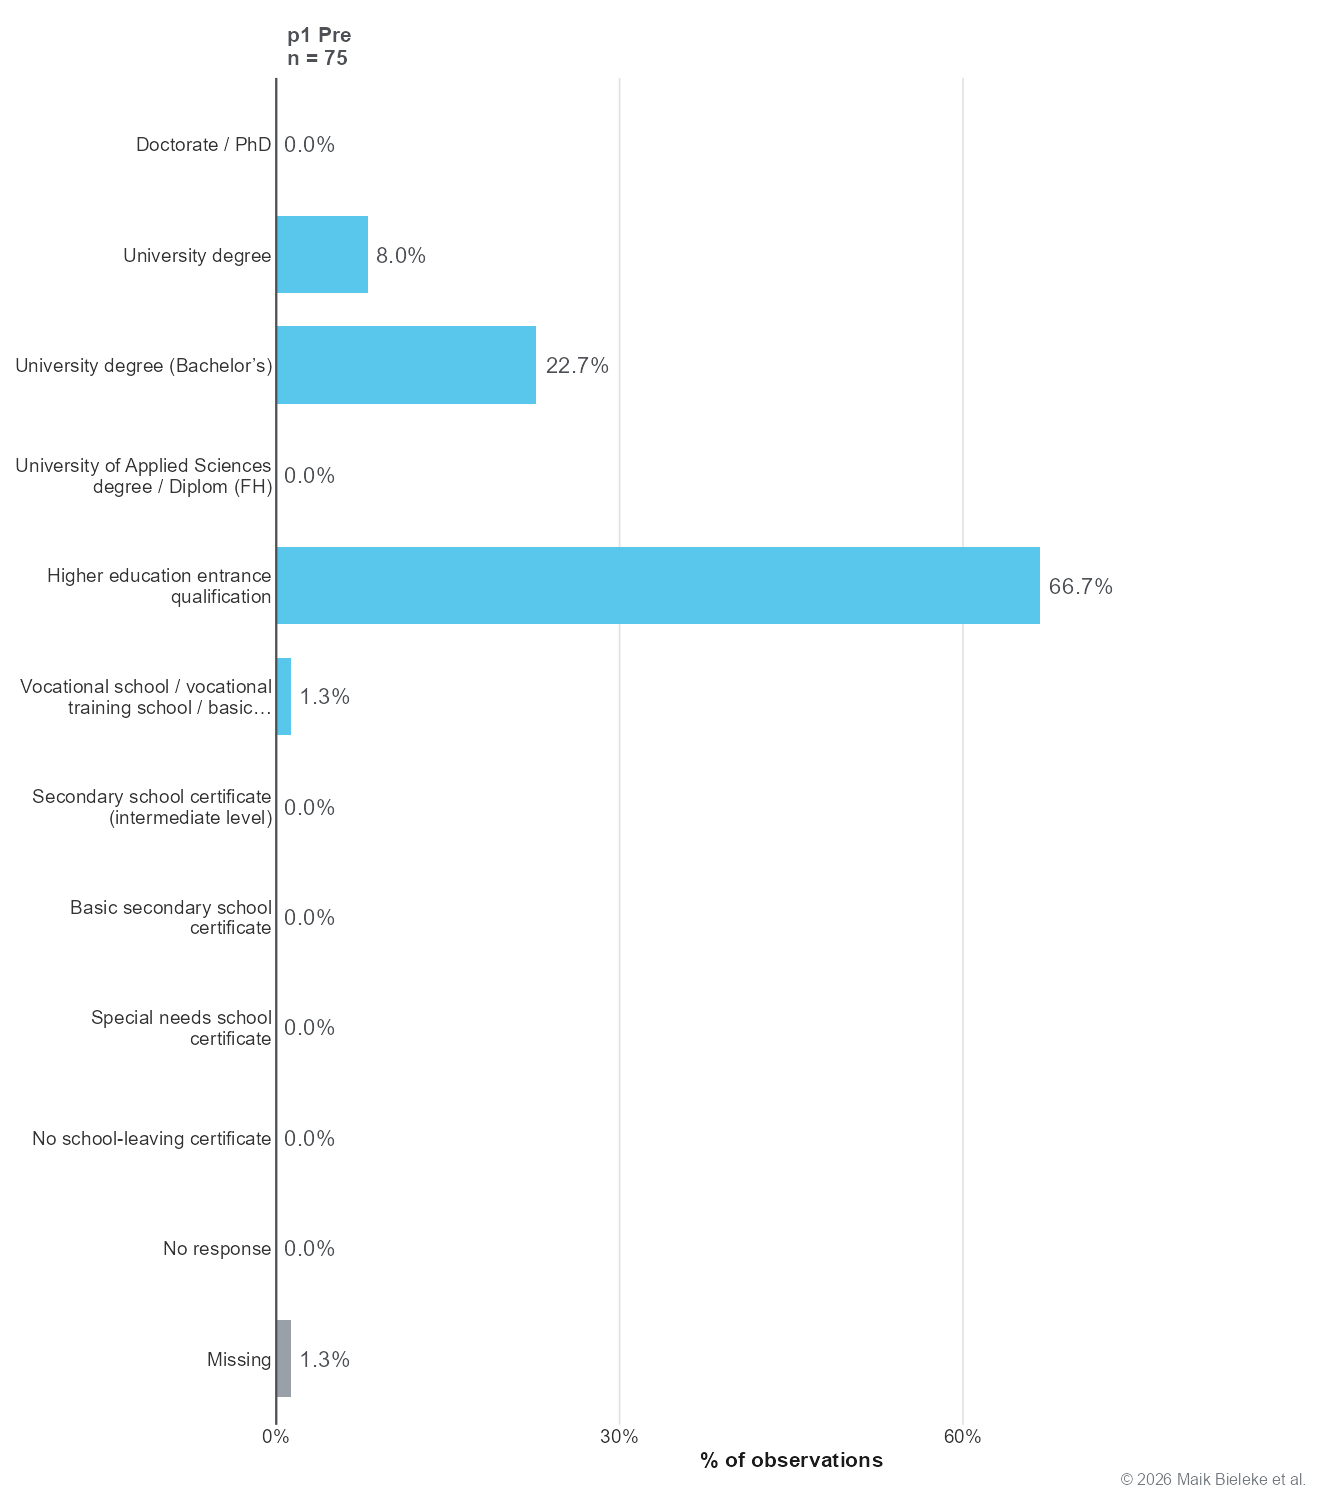 p1 Pre
n = 75
Doctorate / PhD
0.0%
University degree
8.0%
University degree (Bachelor’s)
22.7%
University of Applied Sciences
degree / Diplom (FH)
0.0%
Higher education entrance
qualification
66.7%
Vocational school / vocational
training school / basic…
1.3%
Secondary school certificate
(intermediate level)
0.0%
Basic secondary school
certificate
0.0%
Special needs school
certificate
0.0%
No school-leaving certificate
0.0%
No response
0.0%
Missing
1.3%
0%
30%
60%
% of observations
© 2026 Maik Bieleke et al.